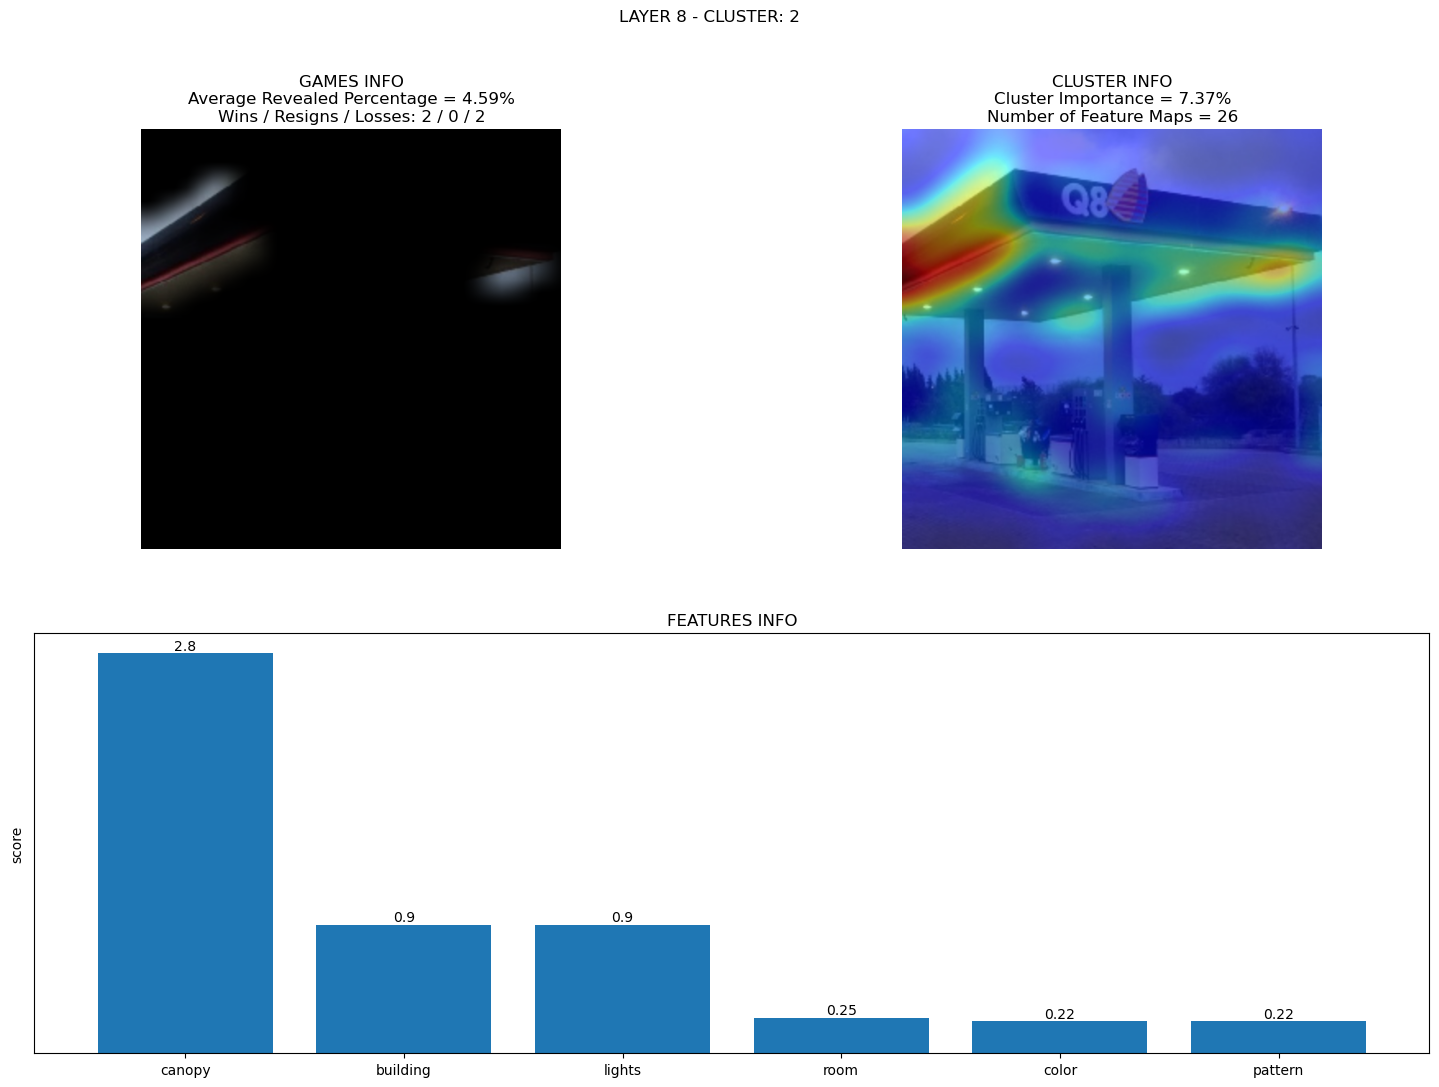 LAYER 8 - CLUSTER: 2
GAMES INFO
Average Revealed Percentage = 4.59%
Wins / Resigns / Losses: 2 / 0 / 2
CLUSTER INFO
Cluster Importance = 7.37%
Number of Feature Maps = 26
Q8
FEATURES INFO
score
2.8
0.9
0.9
0.25
0.22
0.22
canopy
building
lights
room
color
pattern